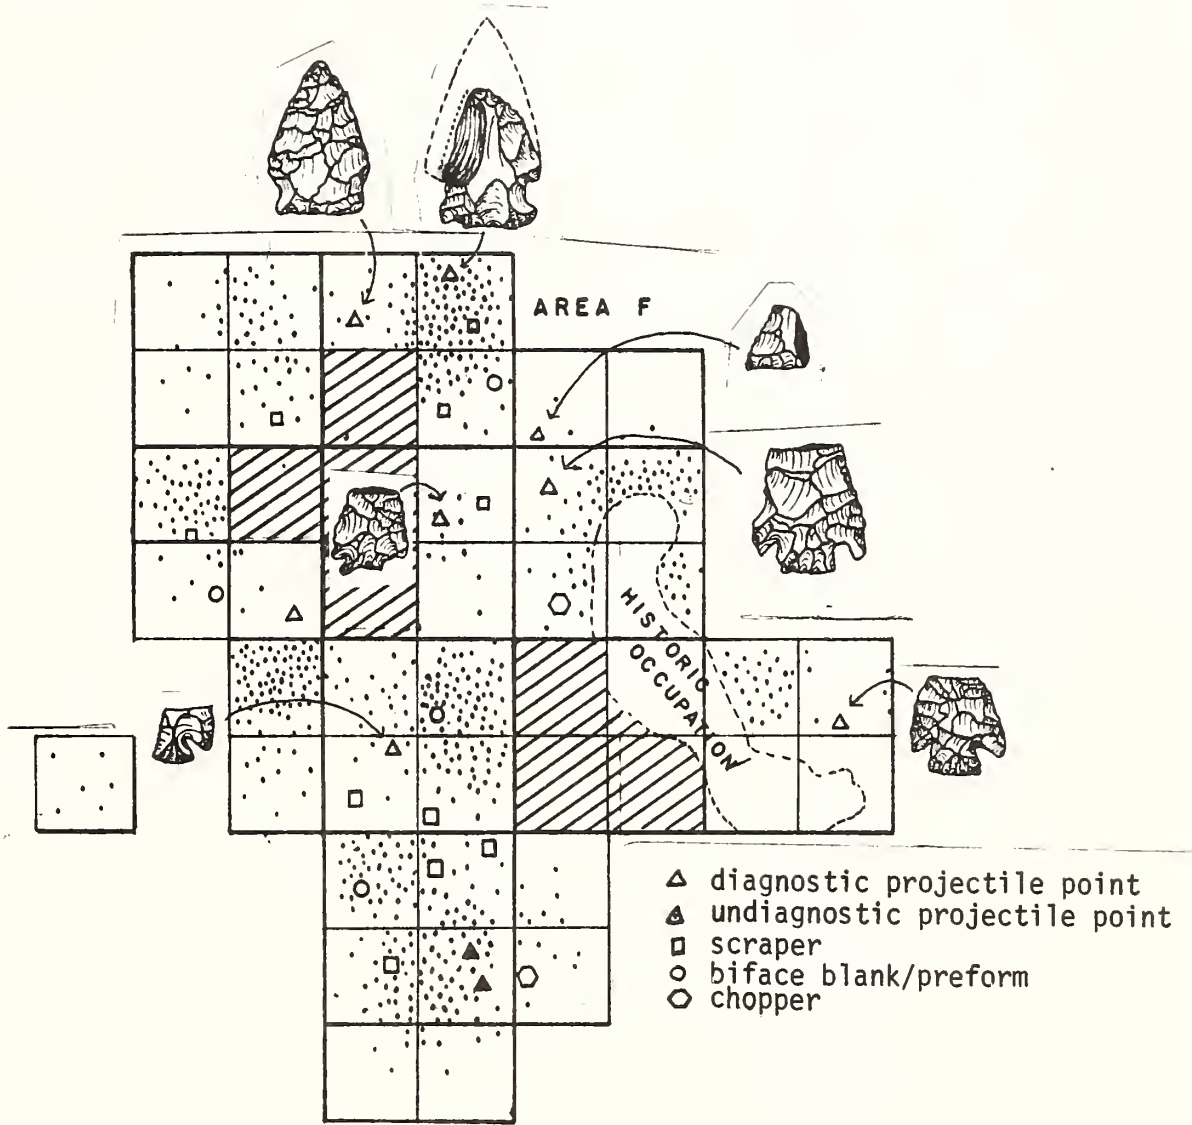 AREA F
HISTORIC
OCCUPATION
diagnostic projectile point
undiagnostic projectile point
scraper
biface blank/preform
chopper